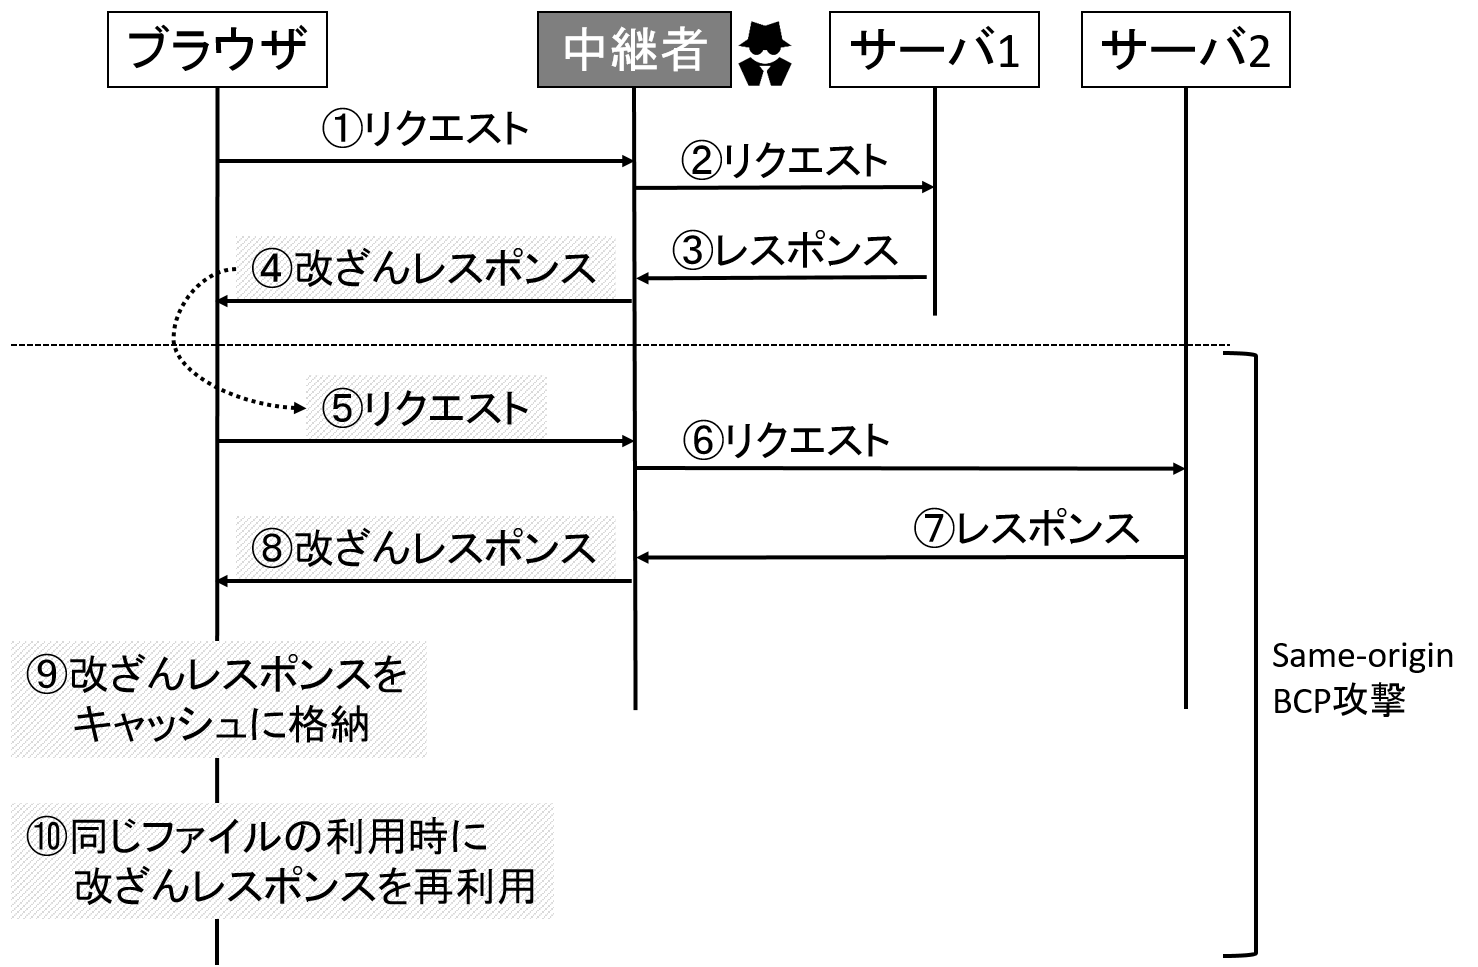 ブラウザ
中継者
サーバ1
サーバ2
①リクエスト
②リクエスト
③レスポンス
④改ざんレスポンス
⑤リクエスト
⑥リクエスト
⑦レスポンス
⑧改ざんレスポンス
⑨改ざんレスポンスを
キャッシュに格納
⑩同じファイルの利用時に
改ざんレスポンスを再利用
Same-origin
BCP攻撃